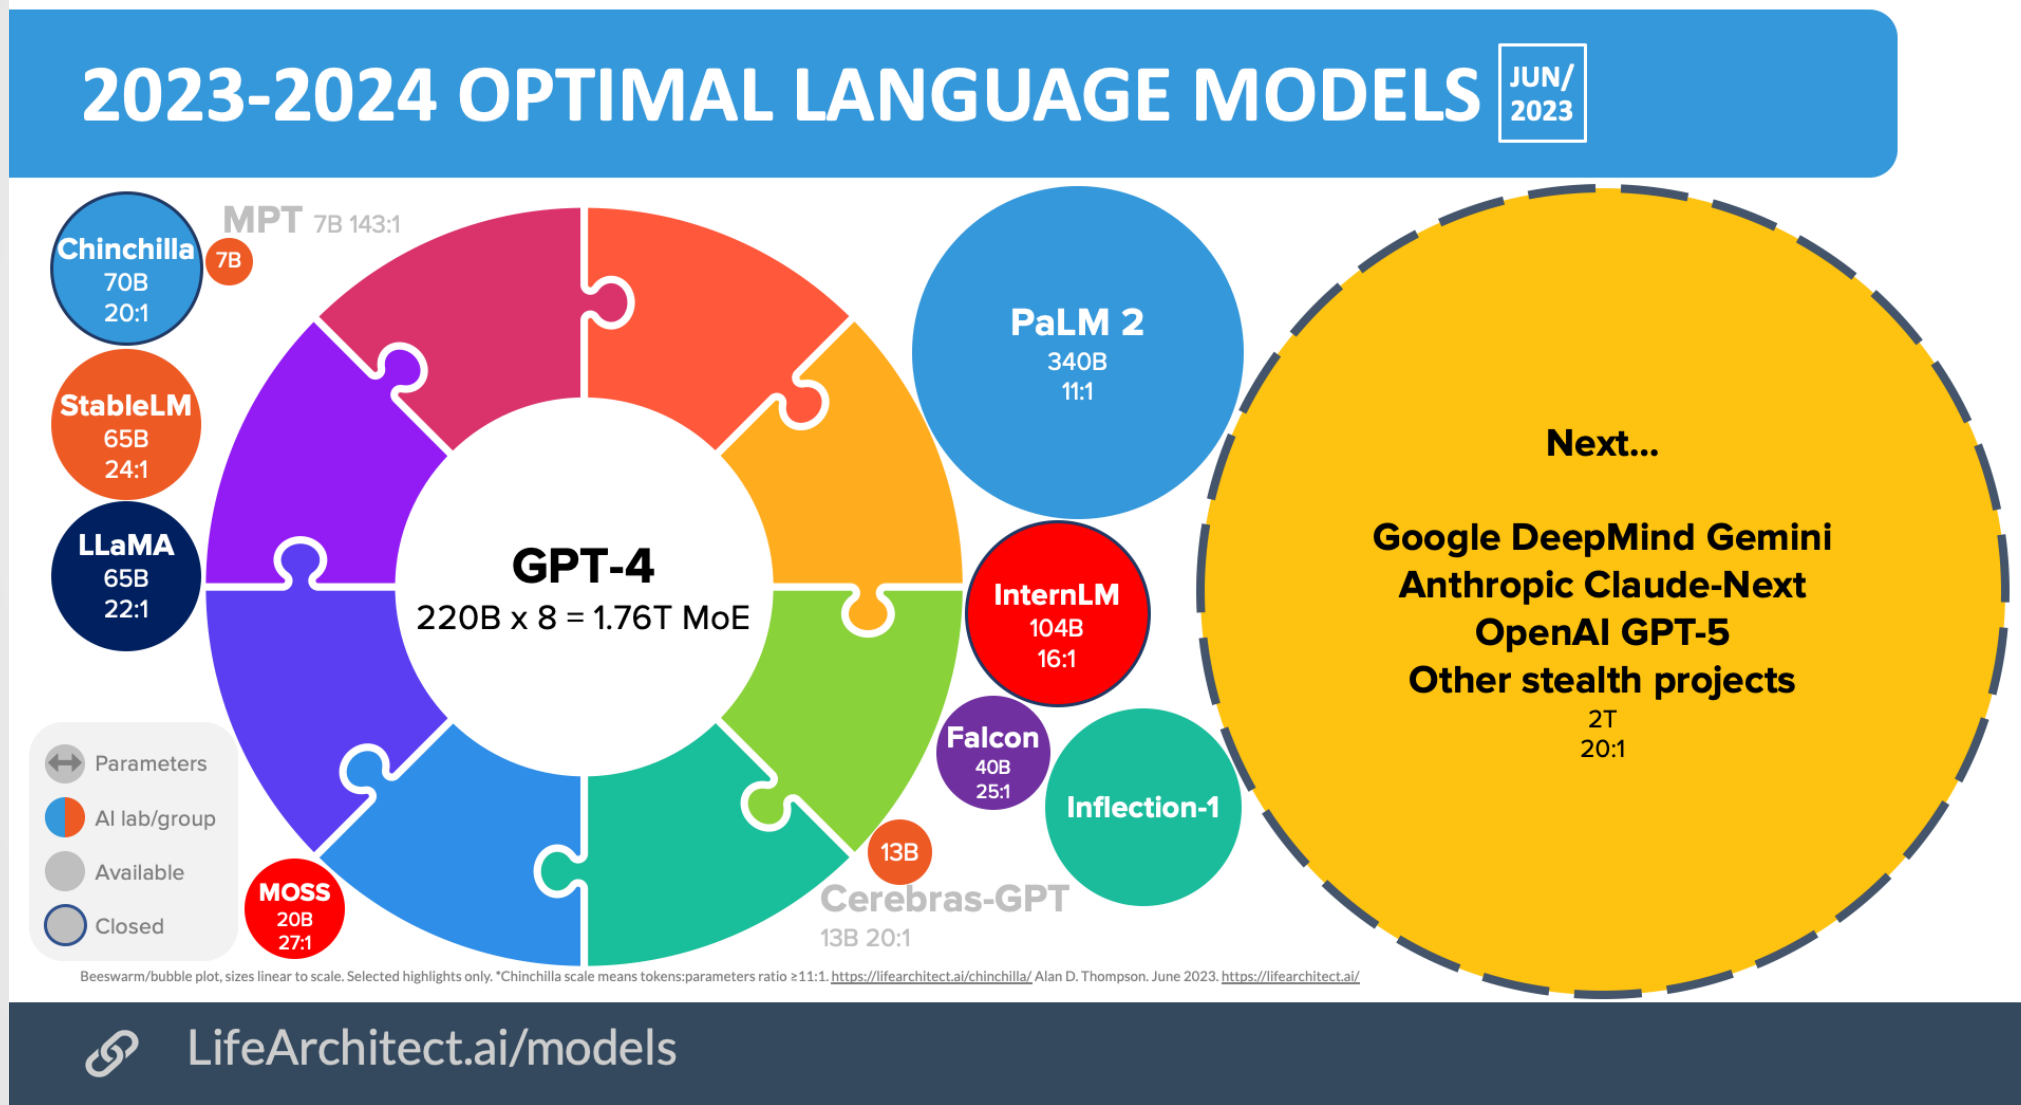 2023-2024 OPTIMAL LANGUAGE MODELS
JUN/
2023
Chinchilla
70B
20:1
MPT 7B 143:1
7B
StableLM
65B
24:1
LLaMA
65B
22:1
GPT-4
220B x 8 = 1.76T MoE
PaLM 2
340B
11:1
InternLM
104B
16:1
Falcon
40B
25:1
Inflection-1
13B
Cerebras-GPT
13B 20:1
MOSS
20B
27:1
Next...
Google DeepMind Gemini
Anthropic Claude-Next
OpenAI GPT-5
Other stealth projects
2T
20:1
Parameters
AI lab/group
Available
Closed
Beeswarm/bubble plot, sizes linear to scale. Selected highlights only. *Chinchilla scale means tokens:parameters ratio ≥11:1. https://lifearchitect.ai/chinchilla/ Alan D. Thompson. June 2023. https://lifearchitect.ai/
LifeArchitect.ai/models